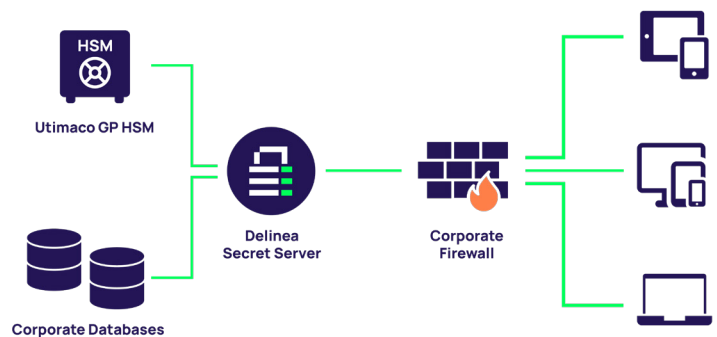 HSM
Utimaco GP HSM
Delinea
Secret Server
Corporate
Firewall
Corporate Databases